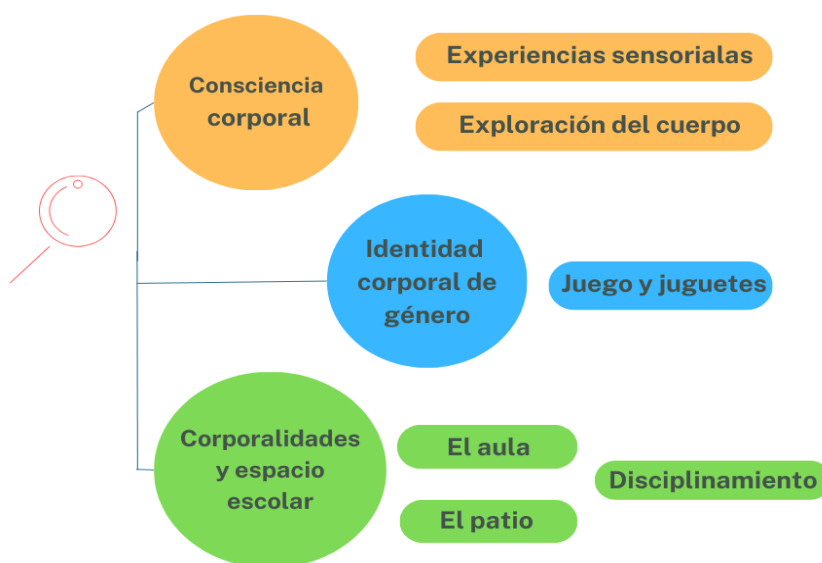 Consciencia
corporal
Experiencias sensorialas
Exploración del cuerpo
Identidad
corporal de
género
Juego y juguetes
Corporalidades
y espacio
escolar
El aula
El patio
Disciplinamiento